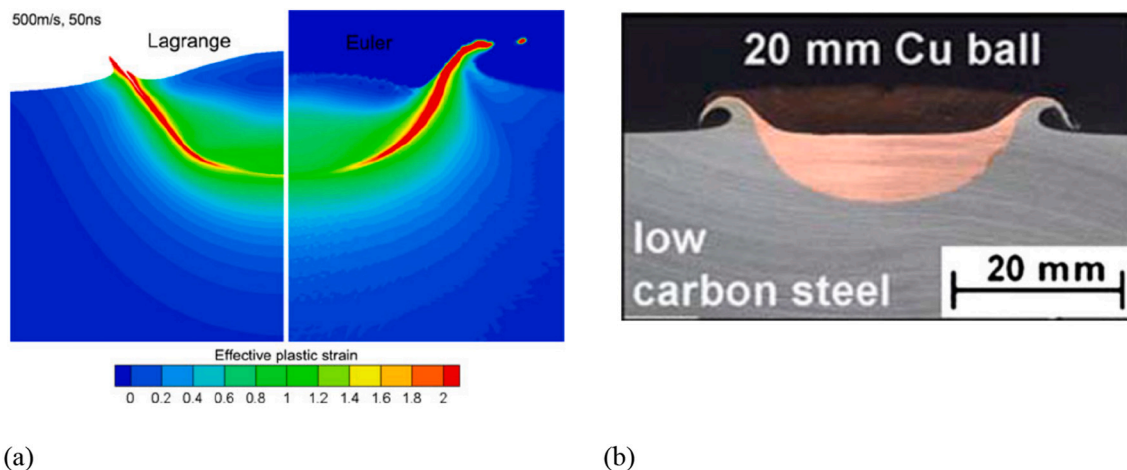 500m/s, 50ns
Lagrange
Euler
Effective plastic strain
0 0.2 0.4 0.6 0.8 1 1.2 1.4 1.6 1.8 2
20 mm Cu ball
low
carbon steel
20 mm
(a)
(b)